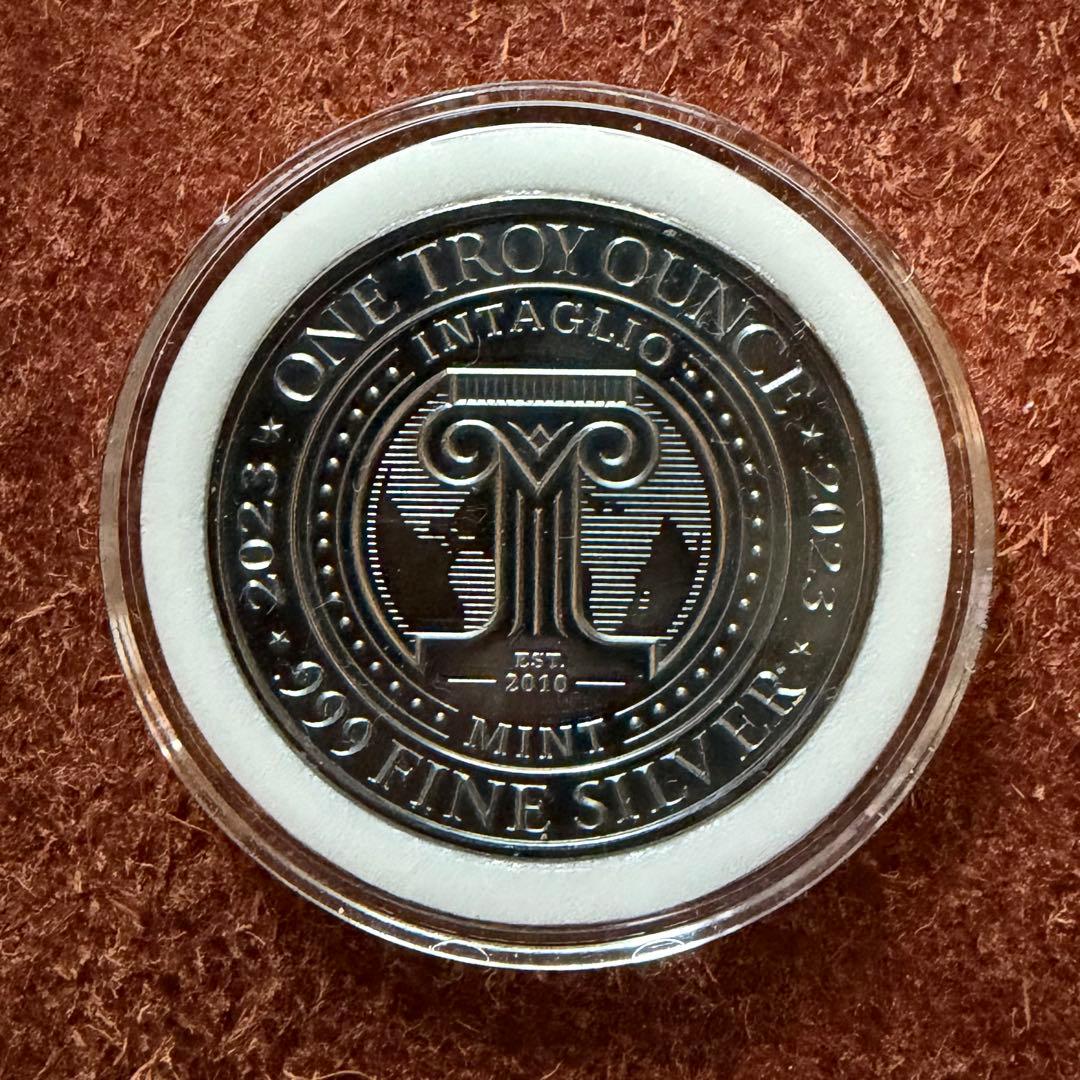 ONE TROY OUNCE
2023
2023
.999 FINE SILVER
INTAGLIO
MINT
EST.
2010